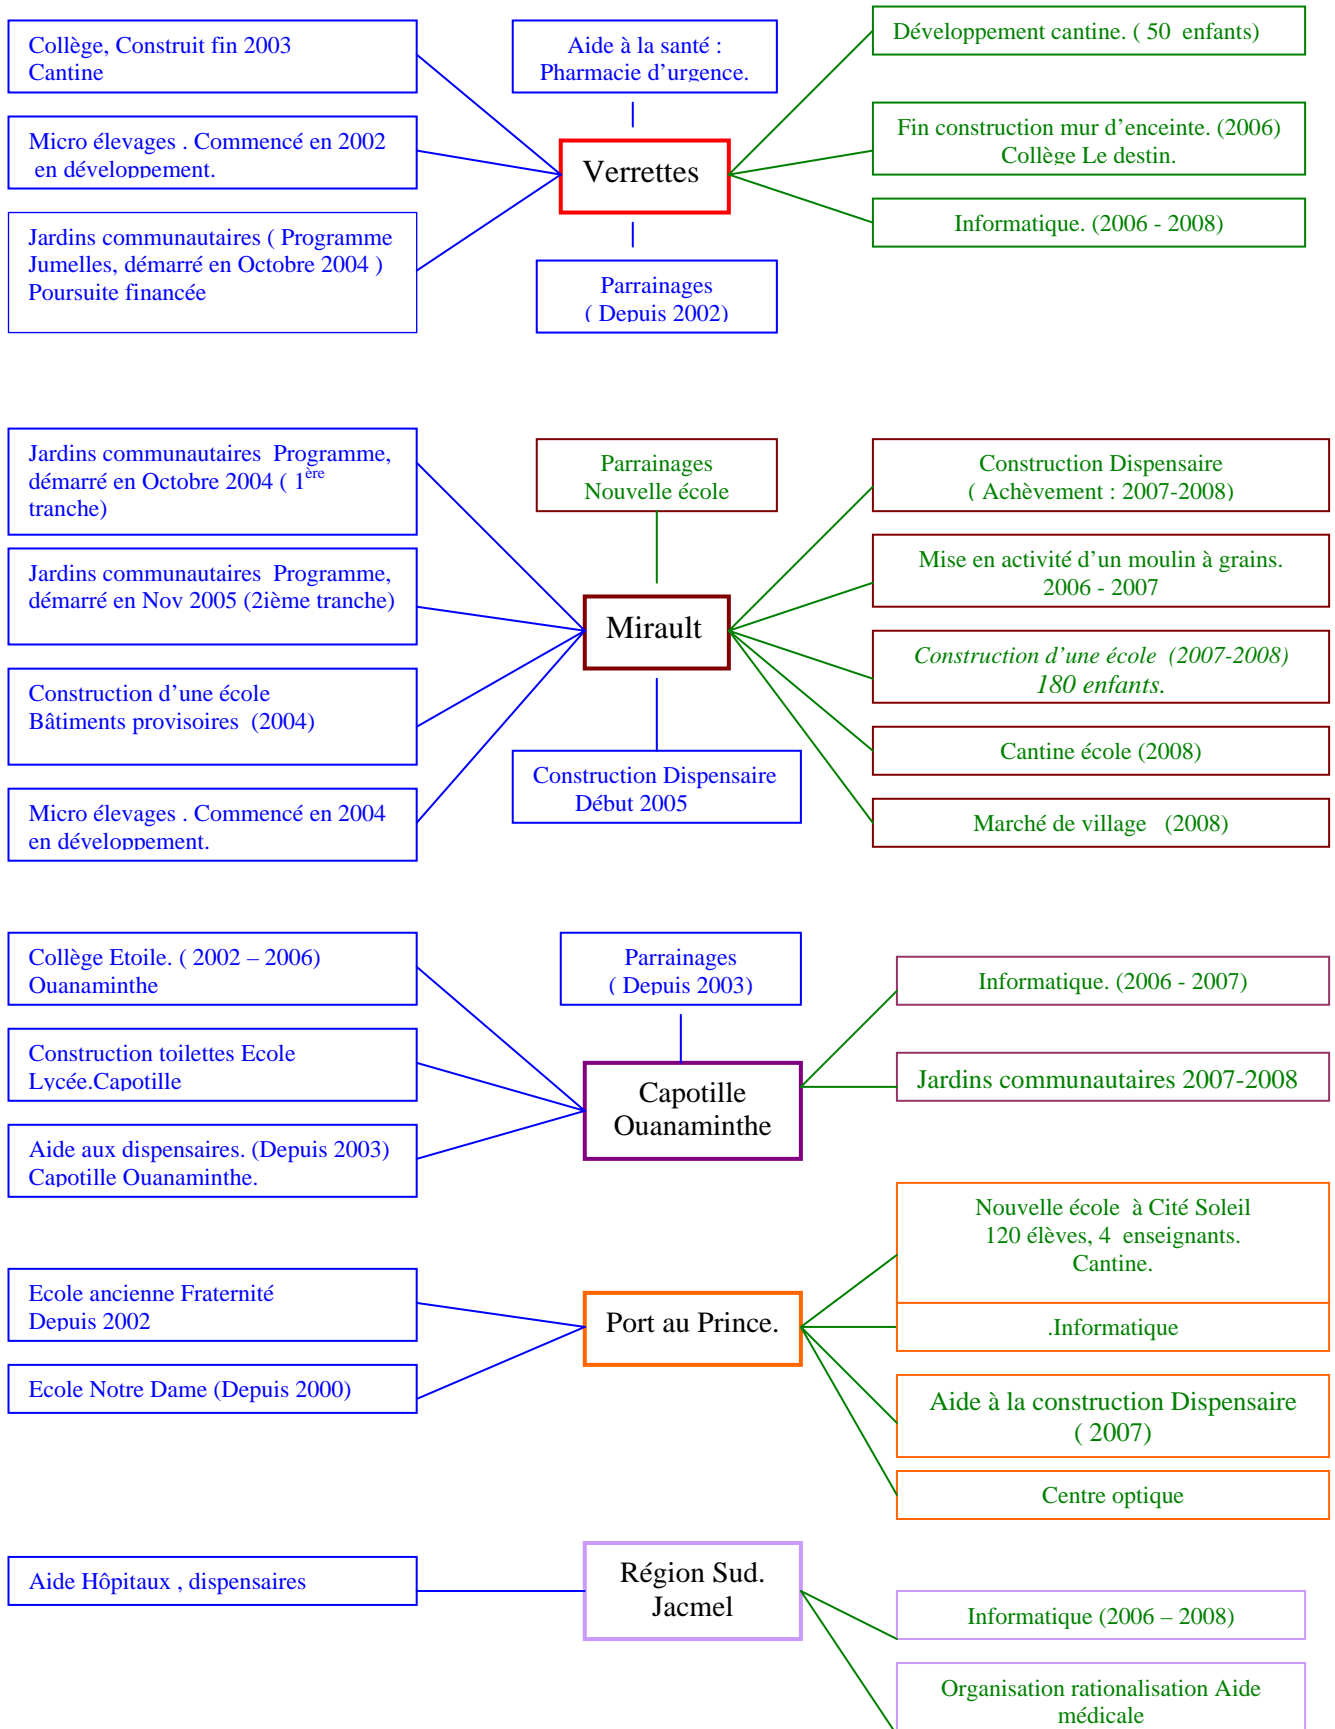 Collège, Construit fin 2003
Cantine
Aide à la santé :
Pharmacie d'urgence.
Développement cantine. ( 50 enfants)
Micro élevages . Commencé en 2002
en développement.
Verrettes
Fin construction mur d'enceinte. (2006)
Collège Le destin.
Jardins communautaires ( Programme
Jumelles, démarré en Octobre 2004 )
Poursuite financée
Parrainages
( Depuis 2002)
Informatique. (2006 - 2008)
Jardins communautaires Programme,
démarré en Octobre 2004 ( 1ère
tranche)
Parrainages
Nouvelle école
Construction Dispensaire
( Achèvement : 2007-2008)
Jardins communautaires Programme,
démarré en Nov 2005 (2ième tranche)
Mirault
Mise en activité d'un moulin à grains.
2006 - 2007
Construction d'une école (2007-2008)
180 enfants.
Construction d'une école
Bâtiments provisoires (2004)
Cantine école (2008)
Micro élevages . Commencé en 2004
en développement.
Construction Dispensaire
Début 2005
Marché de village (2008)
Collège Etoile. ( 2002 – 2006)
Ouanaminthe
Parrainages
( Depuis 2003)
Informatique. (2006 - 2007)
Construction toilettes Ecole
Lycée.Capotille
Capotille
Ouanaminthe
Jardins communautaires 2007-2008
Aide aux dispensaires. (Depuis 2003)
Capotille Ouanaminthe.
Nouvelle école à Cité Soleil
120 élèves, 4 enseignants.
Cantine.
Ecole ancienne Fraternité
Depuis 2002
Port au Prince.
.Informatique
Ecole Notre Dame (Depuis 2000)
Aide à la construction Dispensaire
( 2007)
Centre optique
Aide Hôpitaux , dispensaires
Région Sud.
Jacmel
Informatique (2006 – 2008)
Organisation rationalisation Aide
médicale